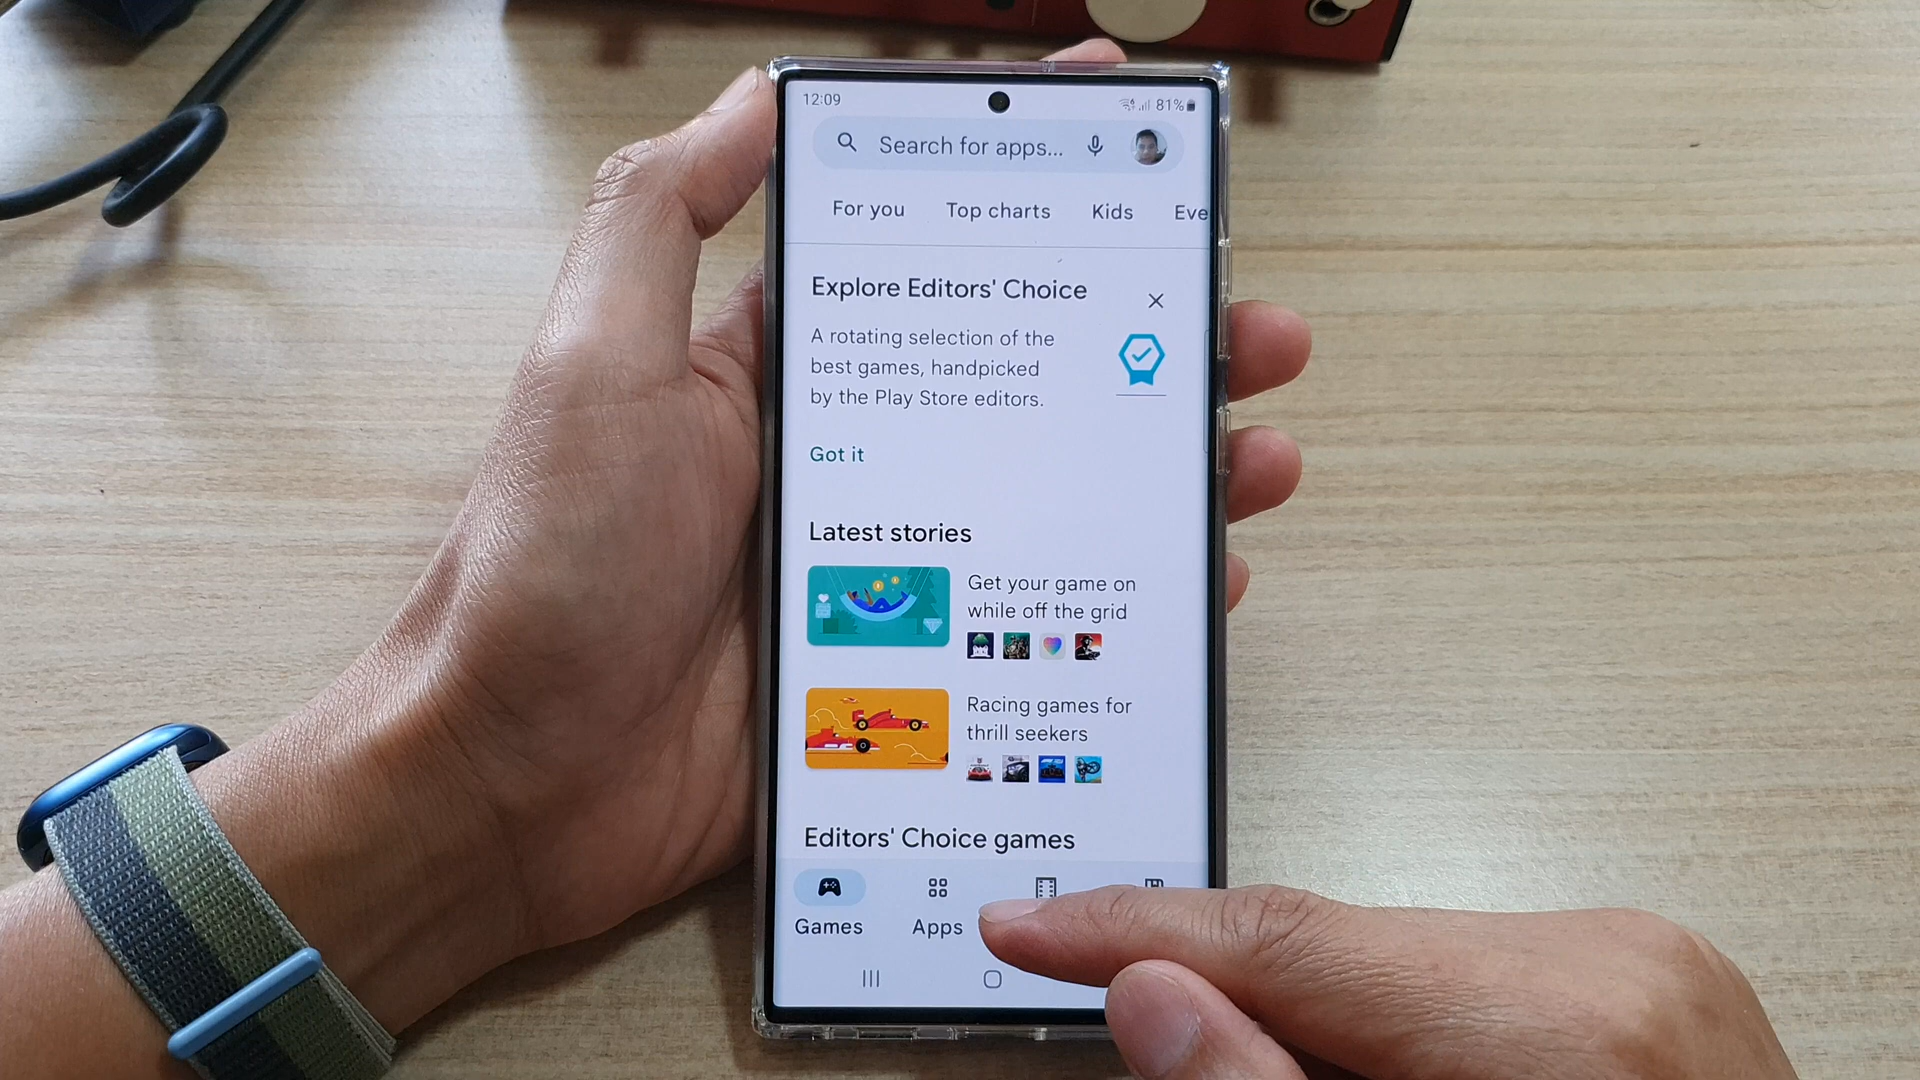 12:09
81%
Search for apps...
For you Top charts Kids Eve
Explore Editors' Choice
A rotating selection of the
best games, handpicked
by the Play Store editors.
Got it
Latest stories
Get your game on
while off the grid
Racing games for
thrill seekers
Editors' Choice games
Games Apps